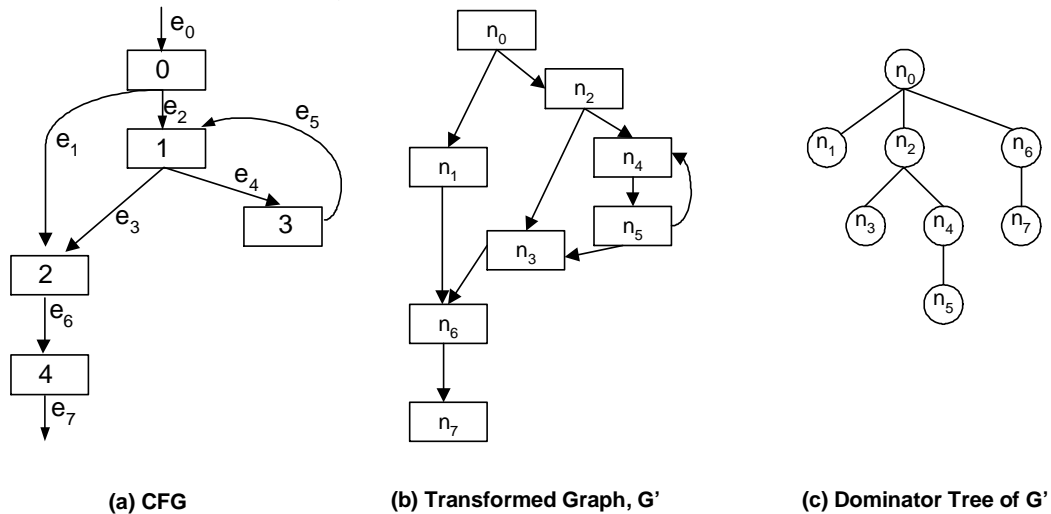 e0
0
e1
e2
e5
1
e4
e3
3
2
e6
4
e7
n0
n2
n1
n4
n5
n3
n6
n7
n0
n1
n2
n6
n3
n4
n7
n5
(a) CFG
(b) Transformed Graph, G’
(c) Dominator Tree of G’